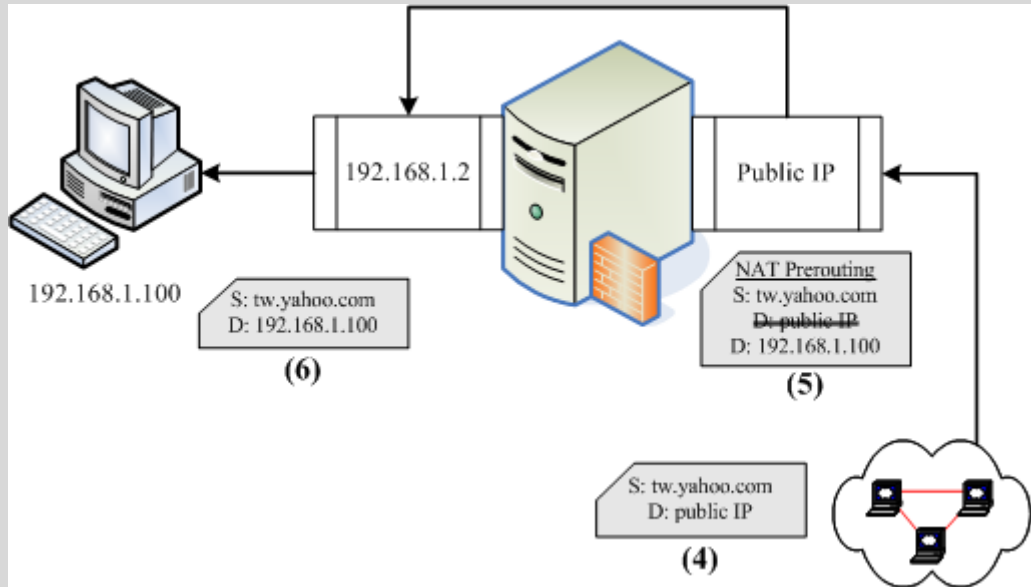 192.168.1.2
Public IP
192.168.1.100
S: tw.yahoo.com
D: 192.168.1.100
(6)
NAT Prerouting
S: tw.yahoo.com
D: public IP
D: 192.168.1.100
(5)
S: tw.yahoo.com
D: public IP
(4)